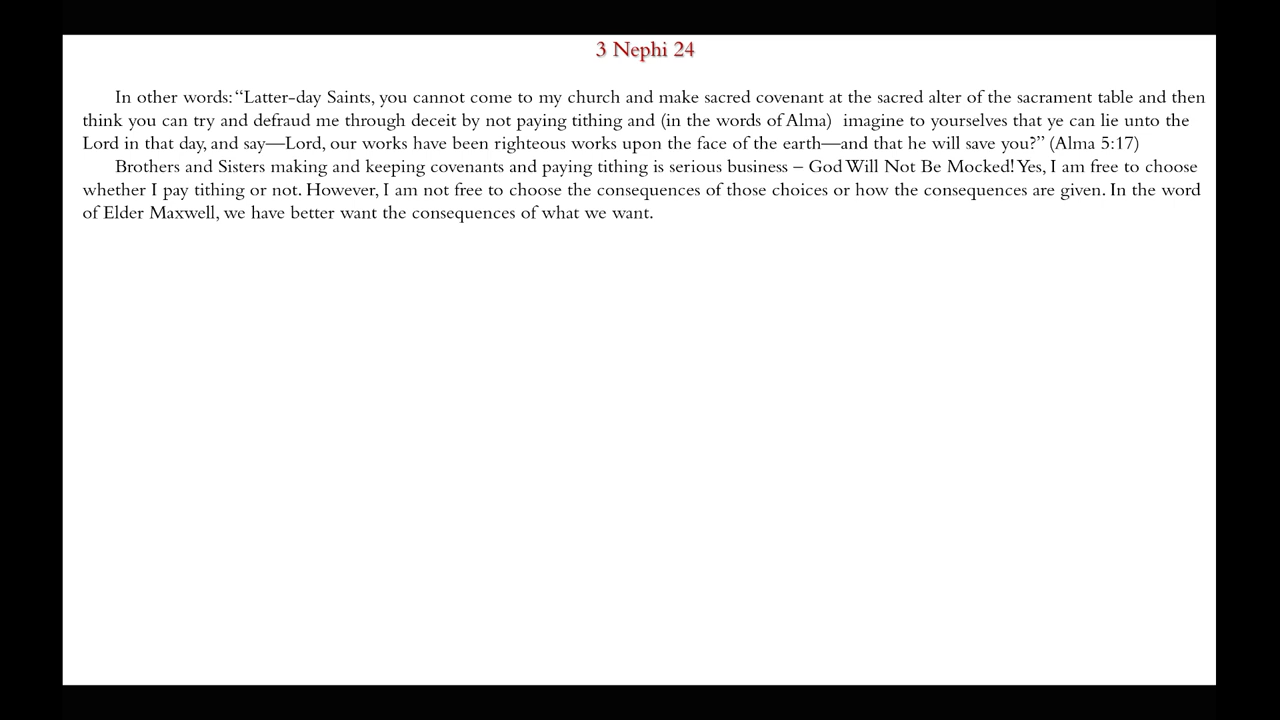 3 Nephi 24
In other words: “Latter-day Saints, you cannot come to my church and make sacred covenant at the sacred alter of the sacrament table and then
think you can try and defraud me through deceit by not paying tithing and (in the words of Alma)  imagine to yourselves that ye can lie unto the
Lord in that day, and say—Lord, our works have been righteous works upon the face of the earth—and that he will save you?” (Alma 5:17)
Brothers and Sisters making and keeping covenants and paying tithing is serious business – God Will Not Be Mocked! Yes, I am free to choose
whether I pay tithing or not. However, I am not free to choose the consequences of those choices or how the consequences are given. In the word
of Elder Maxwell, we have better want the consequences of what we want.